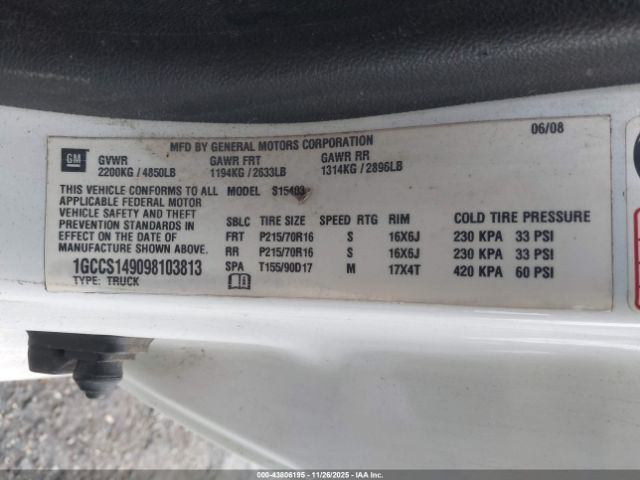 MFD BY GENERAL MOTORS CORPORATION 06/08
GM GVWR GAWR FRT GAWR RR
2200KG / 4850LB 1194KG / 2633LB 1314KG / 2896LB
THIS VEHICLE CONFORMS TO ALL MODEL S15403
APPLICABLE FEDERAL MOTOR
VEHICLE SAFETY AND THEFT
PREVENTION STANDARDS IN
EFFECT ON THE DATE OF
MANUFACTURE SHOWN ABOVE.
1GCCS149098103813
TYPE: TRUCK
SBLC TIRE SIZE SPEED RTG RIM COLD TIRE PRESSURE
FRT P215/70R16 S 16X6J 230 KPA 33 PSI
RR P215/70R16 S 16X6J 230 KPA 33 PSI
SPA T155/90D17 M 17X4T 420 KPA 60 PSI
000-43806195 - 11/26/2025 - IAAI.COM